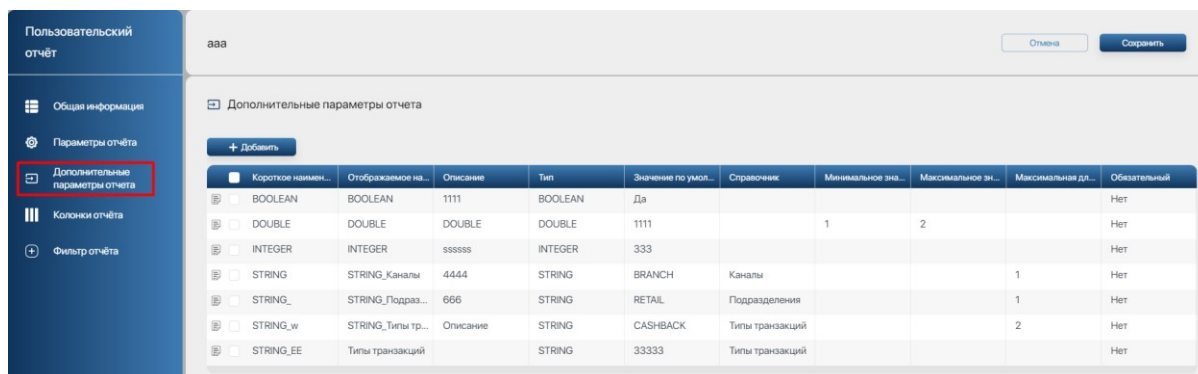 Пользовательский
отчёт
aaa
Отмена
Сохранить
Общая информация
Параметры отчёта
Дополнительные
параметры отчета
Колонки отчёта
Фильтр отчёта
Дополнительные параметры отчета
+ Добавить
Короткое наимен... Отображаемое на... Описание Тип Значение по умол... Справочник Минимальное зна... Максимальное зн... Максимальная дл... Обязательный
BOOLEAN BOOLEAN 1111 BOOLEAN Да Нет
DOUBLE DOUBLE DOUBLE DOUBLE 1111 1 2 Нет
INTEGER INTEGER ssssss INTEGER 333 Нет
STRING STRING_Каналы 4444 STRING BRANCH Каналы 1 Нет
STRING_ STRING_Подраз... 666 STRING RETAIL Подразделения 1 Нет
STRING_w STRING_Типы тр... Описание STRING CASHBACK Типы транзакций 2 Нет
STRING_EE Типы транзакций STRING 33333 Типы транзакций Нет